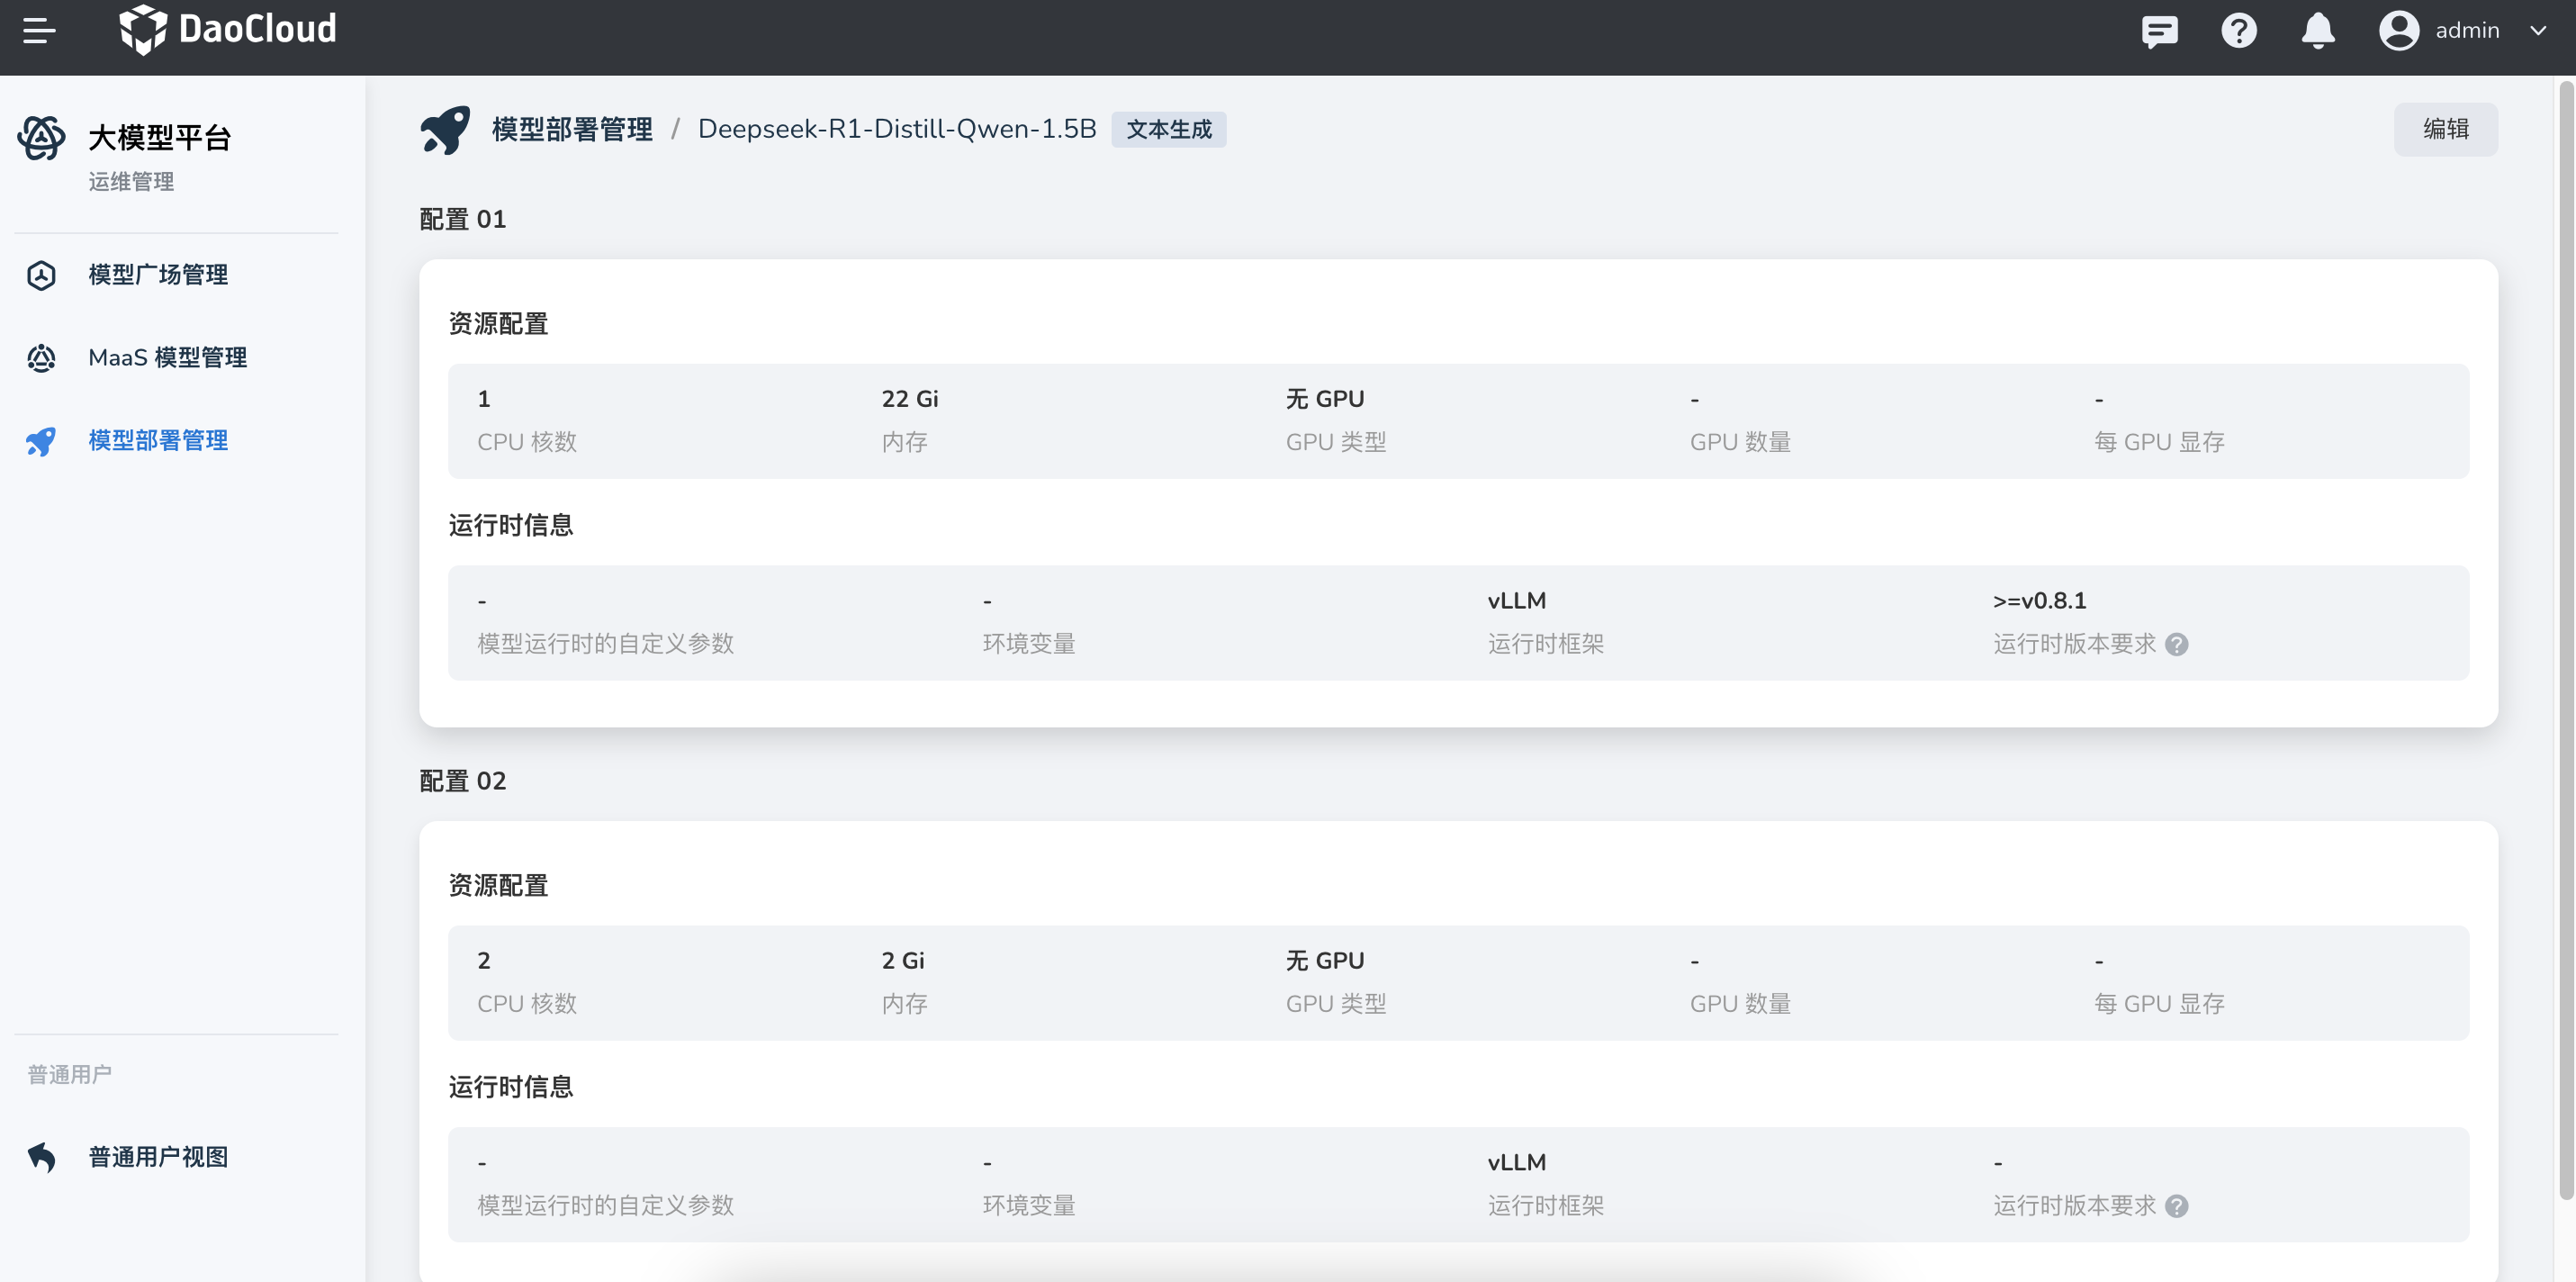 DaoCloud
admin
大模型平台
运维管理
模型广场管理
MaaS 模型管理
模型部署管理
普通用户
普通用户视图
模型部署管理 / Deepseek-R1-Distill-Qwen-1.5B 文本生成
编辑
配置 01
资源配置
1 22 Gi 无 GPU - -
CPU 核数 内存 GPU 类型 GPU 数量 每 GPU 显存
运行时信息
- - vLLM >=v0.8.1
模型运行时的自定义参数 环境变量 运行时框架 运行时版本要求 ?
配置 02
资源配置
2 2 Gi 无 GPU - -
CPU 核数 内存 GPU 类型 GPU 数量 每 GPU 显存
运行时信息
- - vLLM -
模型运行时的自定义参数 环境变量 运行时框架 运行时版本要求 ?